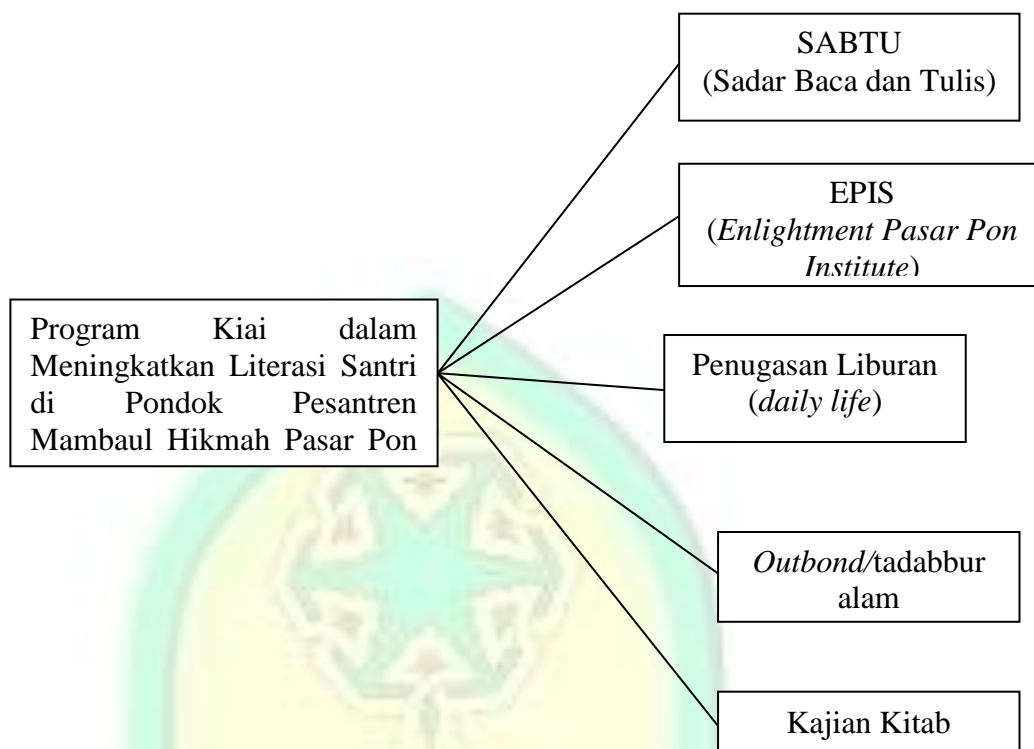 SABTU
(Sadar Baca dan Tulis)
EPIS
(Enlightment Pasar Pon
Institute)
Program Kiai dalam
Meningkatkan Literasi Santri
di Pondok Pesantren
Mambaul Hikmah Pasar Pon
Penugasan Liburan
(daily life)
Outbond/tadabbur
alam
Kajian Kitab